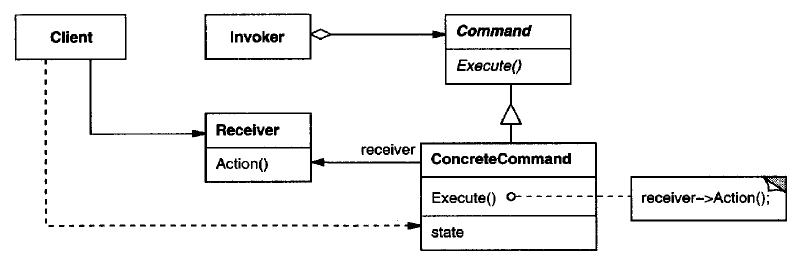 Client
Invoker
Command
Execute()
Receiver
Action()
receiver
ConcreteCommand
Execute()
receiver->Action();
state